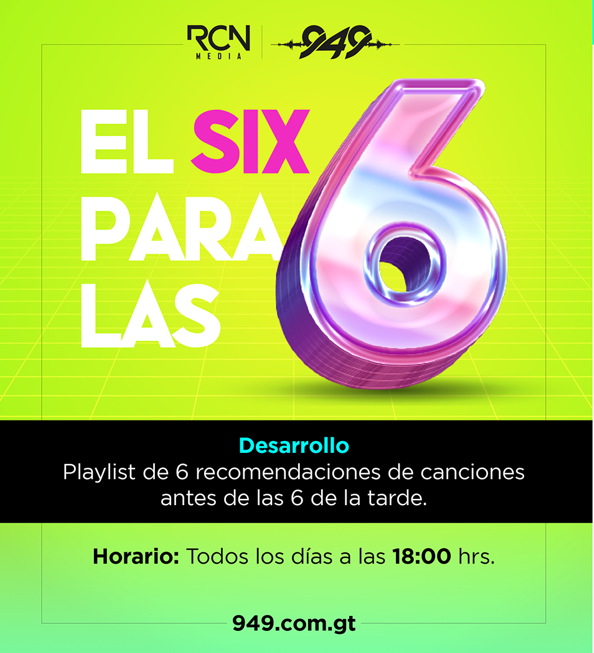 RCN 949
MEDIA
EL SIX
PARA
LAS
6
Desarrollo
Playlist de 6 recomendaciones de canciones
antes de las 6 de la tarde.
Horario: Todos los días a las 18:00 hrs.
949.com.gt